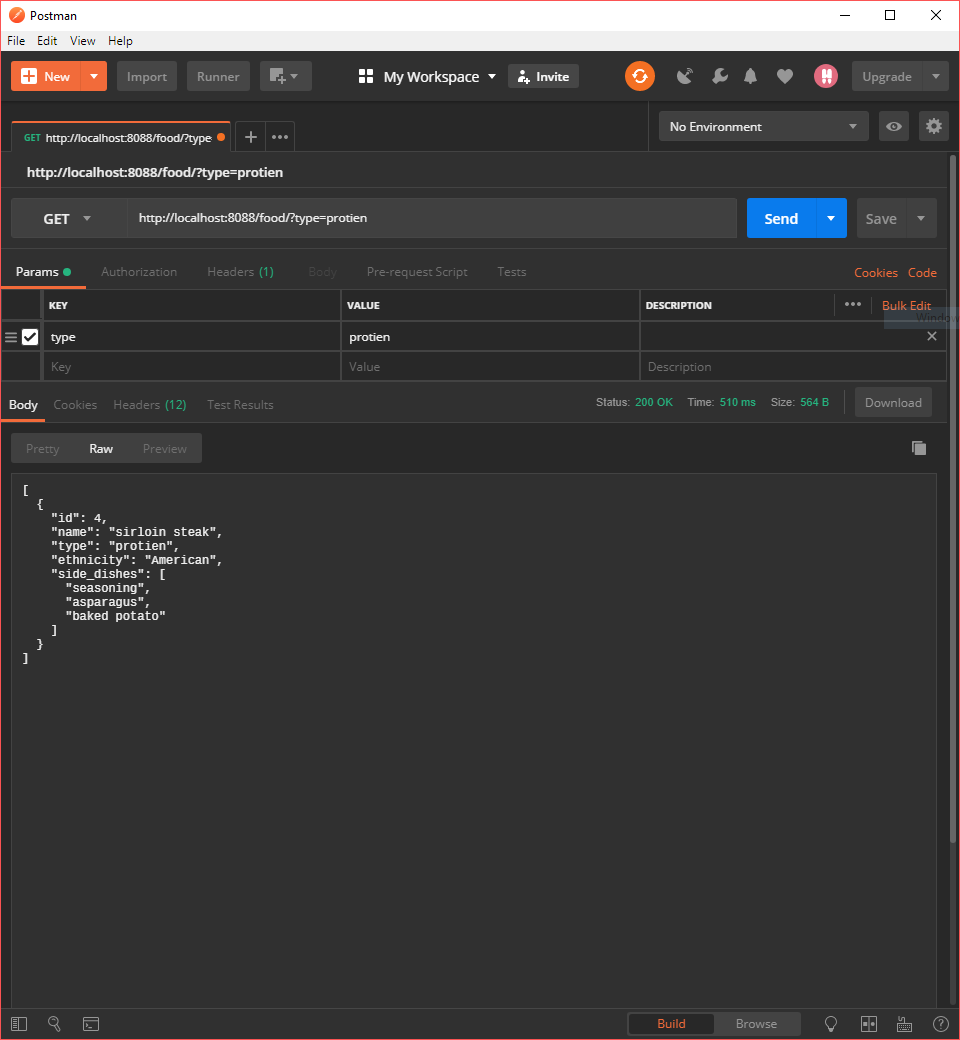 Postman
File Edit View Help
New Import Runner My Workspace Invite Upgrade
GET http://localhost:8088/food/?type No Environment
http://localhost:8088/food/?type=protien
GET http://localhost:8088/food/?type=protien Send Save
Params Authorization Headers (1) Body Pre-request Script Tests Cookies Code
KEY VALUE DESCRIPTION Bulk Edit
Window
type protien
Key Value Description
Body Cookies Headers (12) Test Results Status: 200 OK Time: 510 ms Size: 564 B Download
Pretty Raw Preview
[
{
"id": 4,
"name": "sirloin steak",
"type": "protien",
"ethnicity": "American",
"side_dishes": [
"seasoning",
"asparagus",
"baked potato"
]
}
]
Build Browse